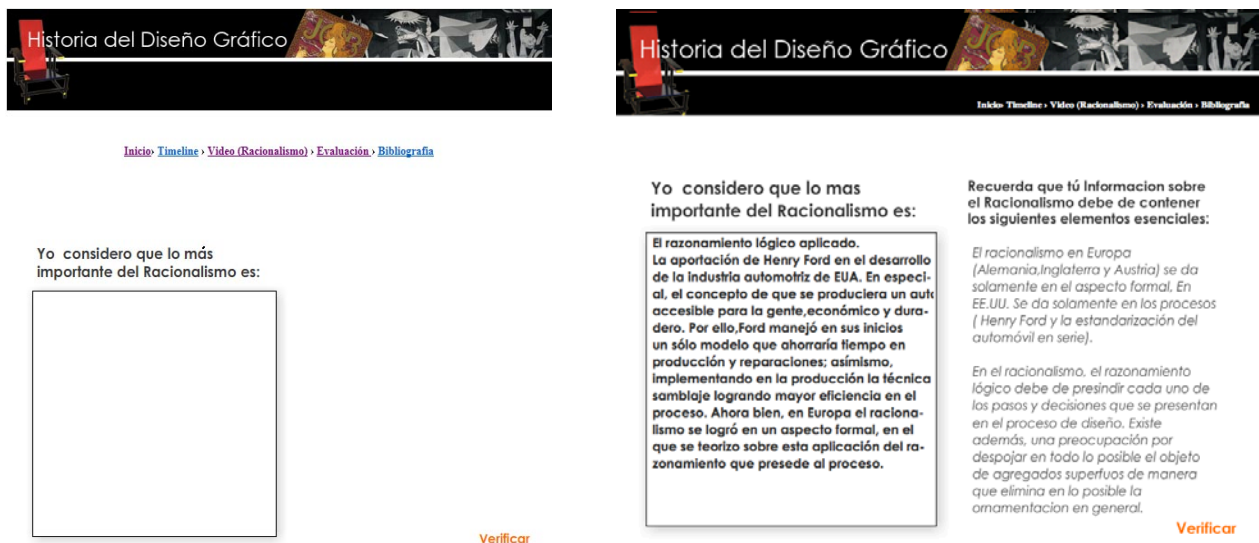 Historia del Diseño Gráfico
Inicio› Timeline › Video (Racionalismo) › Evaluación › Bibliografia
Yo considero que lo más
importante del Racionalismo es:
Verificar
Historia del Diseño Gráfico
Inicio› Timeline › Video (Racionalismo) › Evaluación › Bibliografia
Yo considero que lo mas
importante del Racionalismo es:
El razonamiento lógico aplicado.
La aportación de Henry Ford en el desarrollo
de la industria automotriz de EUA. En especi-
al, el concepto de que se produciera un auto
accesible para la gente,económico y dura-
dero. Por ello,Ford manejó en sus inicios
un sólo modelo que ahorraría tiempo en
producción y reparaciones; asímismo,
implementando en la producción la técnica
samblaje logrando mayor eficiencia en el
proceso. Ahora bien, en Europa el raciona-
lismo se logró en un aspecto formal, en el
que se teorizo sobre esta aplicación del ra-
zonamiento que presede al proceso.
Recuerda que tú Informacion sobre
el Racionalismo debe de contener
los siguientes elementos esenciales:
El racionalismo en Europa
(Alemania,Inglaterra y Austria) se da
solamente en el aspecto formal, En
EE.UU. Se da solamente en los procesos
( Henry Ford y la estandarización del
automóvil en serie).
En el racionalismo, el razonamiento
lógico debe de presindir cada uno de
los pasos y decisiones que se presentan
en el proceso de diseño. Existe
además, una preocupación por
despojar en todo lo posible el objeto
de agregados superfuos de manera
que elimina en lo posible la
ornamentacion en general.
Verificar